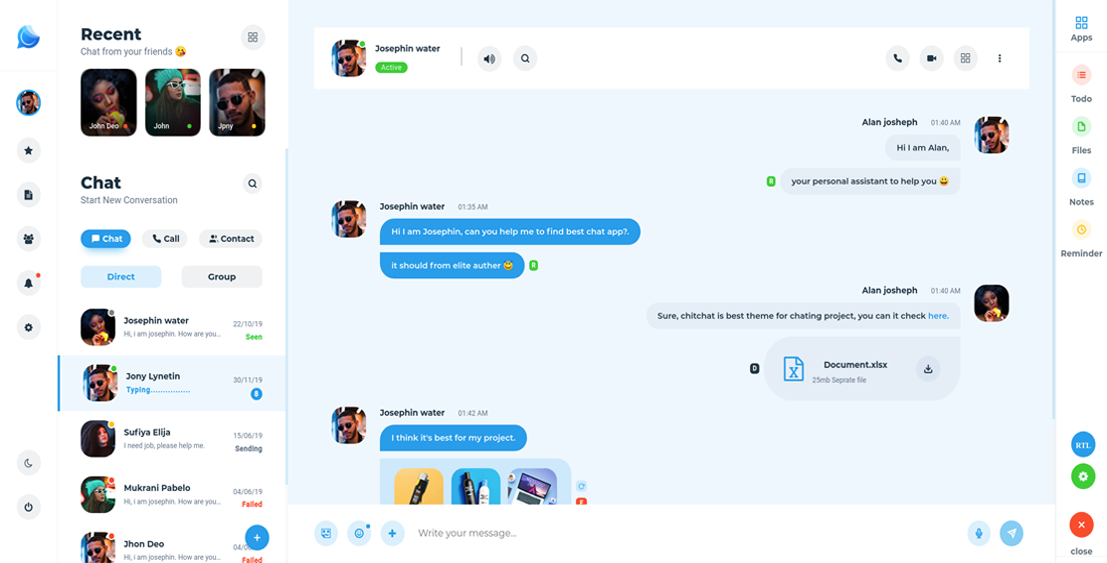 Recent
Chat from your friends 😘
John Deo
John
Jpny
Chat
Start New Conversation
Chat
Call
Contact
Direct
Group
Josephin water
22/10/19
Hi, i am josephin. How are you...
Seen
Jony Lynetin
30/11/19
Typing................
8
Sufiya Elija
15/06/19
I need job, please help me.
Sending
Mukrani Pabelo
04/06/19
Hi, i am josephin. How are you...
Failed
Jhon Deo
Hi, i am josephin. How are you...
Failed
Josephin water
Active
Alan josheph 01:40 AM
Hi I am Alan,
R
your personal assistant to help you 😀
Josephin water 01:35 AM
Hi I am Josephin, can you help me to find best chat app?.
it should from elite auther 😊
R
Alan josheph 01:40 AM
Sure, chitchat is best theme for chating project, you can it check here.
D
Document.xlsx
25mb Seprate file
Josephin water 01:42 AM
I think it's best for my project.
Write your message...
Apps
Todo
Files
Notes
Reminder
RTL
close